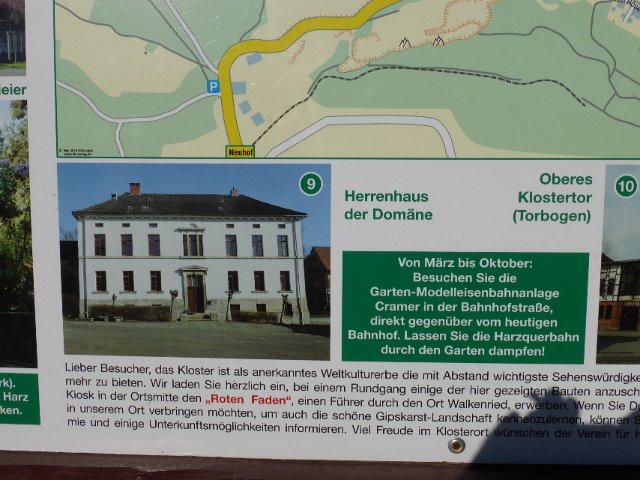 P
Neuhof
eier
9
Herrenhaus
der Domäne
Oberes
Klostertor
(Torbogen)
10
Von März bis Oktober:
Besuchen Sie die
Garten-Modelleisenbahnanlage
Cramer in der Bahnhofstraße,
direkt gegenüber vom heutigen
Bahnhof. Lassen Sie die Harzquerbahn
durch den Garten dampfen!
rk).
Harz
ken.
Lieber Besucher, das Kloster ist als anerkanntes Weltkulturerbe die mit Abstand wichtigste Sehenswürdigke
mehr zu bieten. Wir laden Sie herzlich ein, bei einem Rundgang einige der hier gezeigten Bauten anzusch
Kiosk in der Ortsmitte den „Roten Faden“, einen Führer durch den Ort Walkenried, erwerben. Wenn Sie D
in unserem Ort verbringen möchten, um auch die schöne Gipskarst-Landschaft kennenzulernen, können S
mie und einige Unterkunftsmöglichkeiten informieren. Viel Freude im Klosterort wünschen der Verein für H